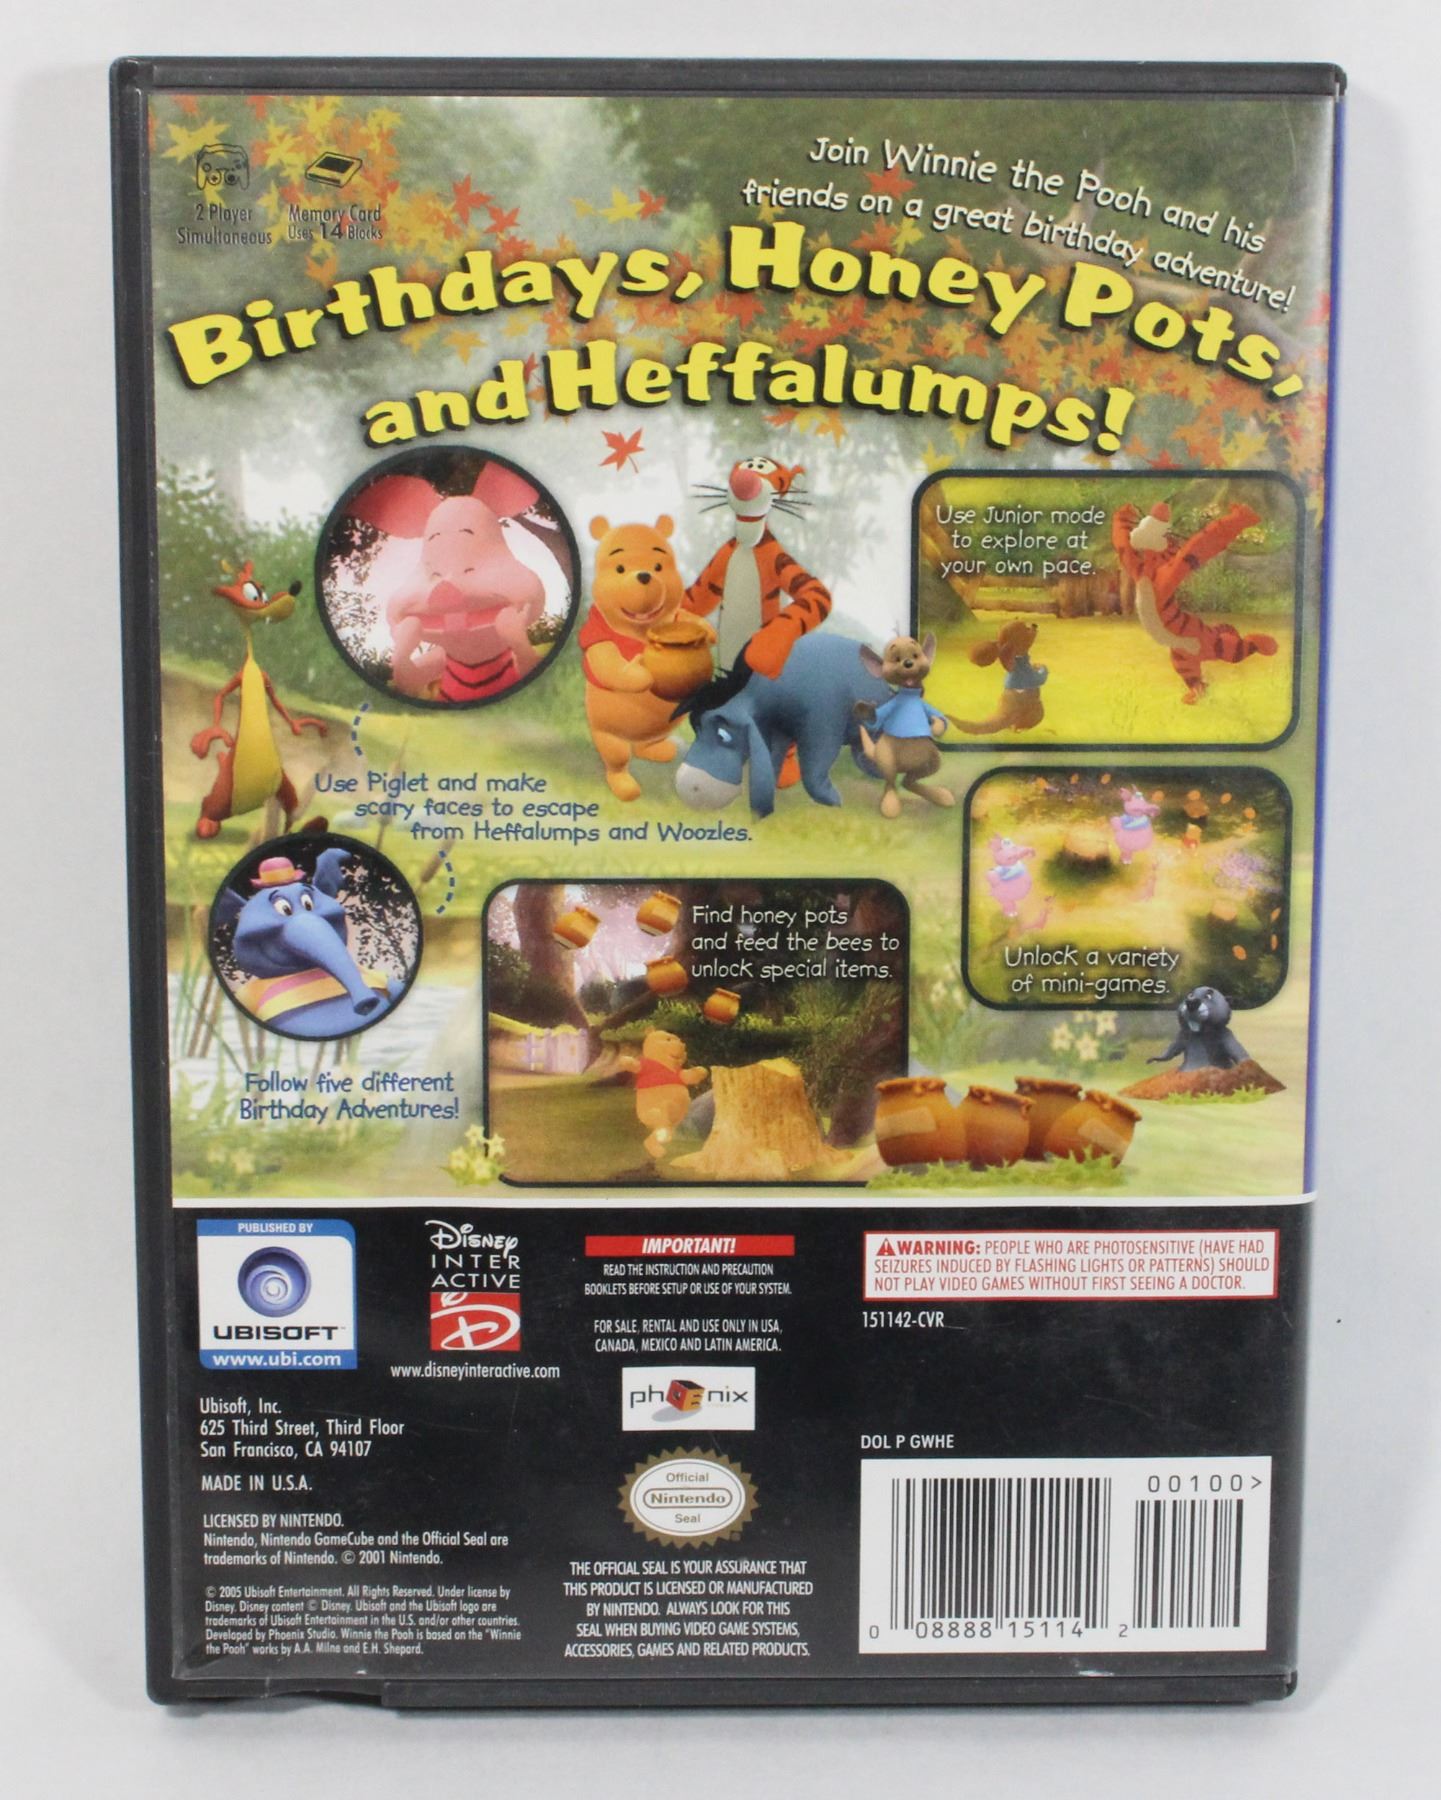 2 Player
Simultaneous
Memory Card
Uses 14 Blocks
Join Winnie the Pooh and his
friends on a great birthday adventure!
Birthdays, Honey Pots,
and Heffalumps!
Use Junior mode
to explore at
your own pace.
Use Piglet and make
scary faces to escape
from Heffalumps and Woozles.
Find honey pots
and feed the bees to
unlock special items.
Unlock a variety
of mini-games.
Follow five different
Birthday Adventures!
PUBLISHED BY
UBISOFT™
www.ubi.com
Disney
INTER
ACTIVE
D
www.disneyinteractive.com
IMPORTANT!
READ THE INSTRUCTION AND PRECAUTION
BOOKLETS BEFORE SETUP OR USE OF YOUR SYSTEM.
FOR SALE, RENTAL AND USE ONLY IN USA,
CANADA, MEXICO AND LATIN AMERICA.
phoenix
⚠WARNING: PEOPLE WHO ARE PHOTOSENSITIVE (HAVE HAD
SEIZURES INDUCED BY FLASHING LIGHTS OR PATTERNS) SHOULD
NOT PLAY VIDEO GAMES WITHOUT FIRST SEEING A DOCTOR.
151142-CVR
Ubisoft, Inc.
625 Third Street, Third Floor
San Francisco, CA 94107
MADE IN U.S.A.
LICENSED BY NINTENDO.
Nintendo, Nintendo GameCube and the Official Seal are
trademarks of Nintendo. © 2001 Nintendo.
© 2005 Ubisoft Entertainment. All Rights Reserved. Under license by
Disney. Disney content © Disney. Ubisoft and the Ubisoft logo are
trademarks of Ubisoft Entertainment in the U.S. and/or other countries.
Developed by Phoenix Studio. Winnie the Pooh is based on the "Winnie
the Pooh" works by A.A. Milne and E.H. Shepard.
Official
Nintendo
Seal
THE OFFICIAL SEAL IS YOUR ASSURANCE THAT
THIS PRODUCT IS LICENSED OR MANUFACTURED
BY NINTENDO. ALWAYS LOOK FOR THIS
SEAL WHEN BUYING VIDEO GAME SYSTEMS,
ACCESSORIES, GAMES AND RELATED PRODUCTS.
DOL P GWHE
00100>
0 08888 15114 2